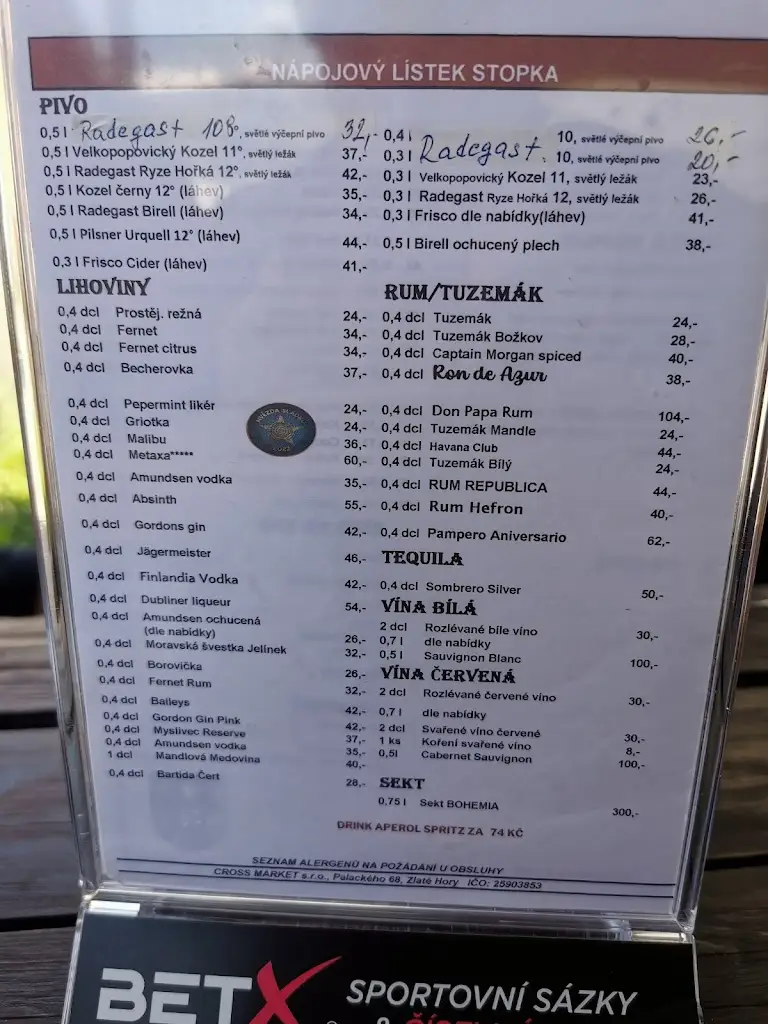 NÁPOJOVÝ LÍSTEK STOPKA
PIVO
0,5 l Radegast 10°, světlé výčepní pivo 32,-
0,5 l Velkopopovický Kozel 11°, světlý ležák 37,-
0,5 l Radegast Ryze Hořká 12°, světlý ležák 42,-
0,5 l Kozel černy 12° (láhev) 35,-
0,5 l Radegast Birell (láhev) 34,-
0,5 l Pilsner Urquell 12° (láhev) 44,-
0,3 l Frisco Cider (láhev) 41,-
0,4 l 10, světlé výčepní pivo 26,-
0,3 l Radegast. 10, světlé výčepní pivo 20,-
0,3 l Velkopopovický Kozel 11, světlý ležák 23,-
0,3 l Radegast Ryze Hořká 12, světlý ležák 26,-
0,3 l Frisco dle nabídky(láhev) 41,-
0,5 l Birell ochucený plech 38,-
LIHOVINY
0,4 dcl Prostěj. režná 24,-
0,4 dcl Fernet 34,-
0,4 dcl Fernet citrus 34,-
0,4 dcl Becherovka 37,-
0,4 dcl Pepermint likér 24,-
0,4 dcl Griotka 24,-
0,4 dcl Malibu 36,-
0,4 dcl Metaxa***** 60,-
0,4 dcl Amundsen vodka 35,-
0,4 dcl Absinth 55,-
0,4 dcl Gordons gin 42,-
0,4 dcl Jägermeister 46,-
0,4 dcl Finlandia Vodka 42,-
0,4 dcl Dubliner liqueur 54,-
0,4 dcl Amundsen ochucená
(dle nabídky) 26,-
0,4 dcl Moravská švestka Jelínek 32,-
0,4 dcl Borovička 26,-
0,4 dcl Fernet Rum 32,-
0,4 dcl Baileys 42,-
0,4 dcl Gordon Gin Pink 42,-
0,4 dcl Myslivec Reserve 37,-
0,4 dcl Amundsen vodka 35,-
1 dcl Mandlová Medovina 40,-
0,4 dcl Bartida Čert 28,-
RUM/TUZEMÁK
0,4 dcl Tuzemák 24,-
0,4 dcl Tuzemák Božkov 28,-
0,4 dcl Captain Morgan spiced 40,-
0,4 dcl Ron de Azur 38,-
0,4 dcl Don Papa Rum 104,-
0,4 dcl Tuzemák Mandle 24,-
0,4 dcl Havana Club 44,-
0,4 dcl Tuzemák Bílý 24,-
0,4 dcl RUM REPUBLICA 44,-
0,4 dcl Rum Hefron 40,-
0,4 dcl Pampero Aniversario 62,-
TEQUILA
0,4 dcl Sombrero Silver 50,-
VÍNA BÍLÁ
2 dcl Rozlévané bíle víno 30,-
0,7 l dle nabídky
0,5 l Sauvignon Blanc 100,-
VÍNA ČERVENÁ
2 dcl Rozlévané červené víno 30,-
0,7 l dle nabídky
2 dcl Svařené víno červené 30,-
1 ks Koření svařené víno 8,-
0,5l Cabernet Sauvignon 100,-
SEKT
0,75 l Sekt BOHEMIA 300,-
DRINK APEROL SPRITZ ZA 74 KČ
SEZNAM ALERGENŮ NA POŽÁDÁNÍ U OBSLUHY
CROSS MARKET s.r.o., Palackého 68, Zlaté Hory IČO: 25903853
BETX SPORTOVNÍ SÁZKY